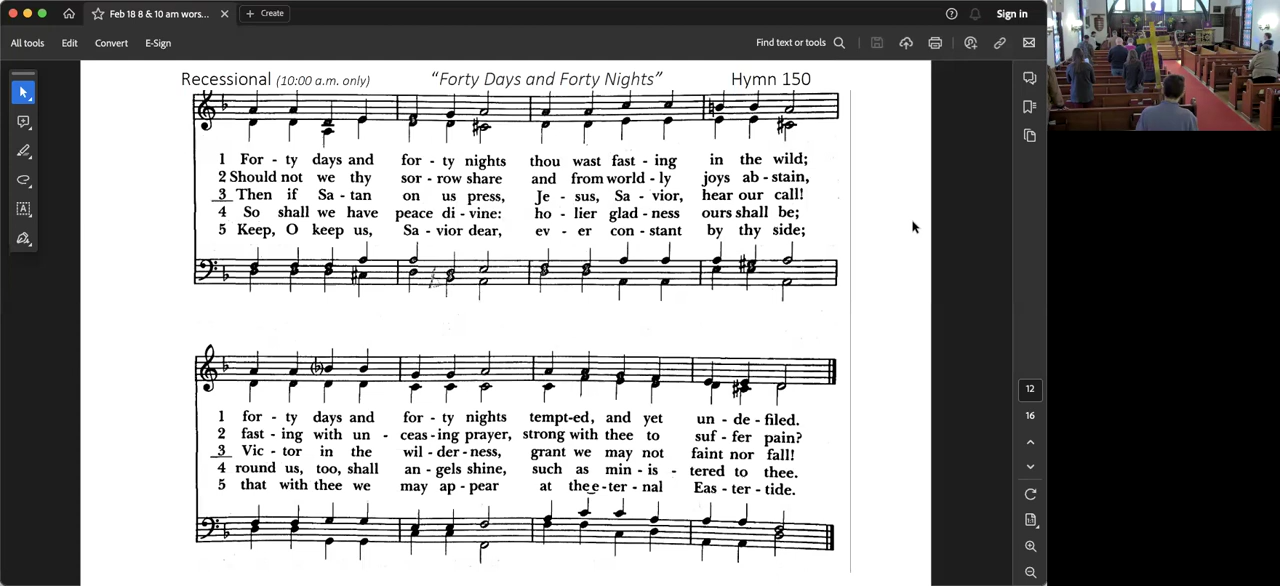 Feb 18 8 & 10 am wors...
Create
Sign in
All tools
Edit
Convert
E-Sign
Find text or tools
Recessional (10:00 a.m. only) "Forty Days and Forty Nights" Hymn 150
1 For - ty days and for - ty nights thou wast fast - ing in the wild;
2 Should not we thy sor - row share and from world - ly joys ab - stain,
3 Then if Sa - tan on us press, Je - sus, Sa - vior, hear our call!
4 So shall we have peace di - vine: ho - lier glad - ness ours shall be;
5 Keep, O keep us, Sa - vior dear, ev - er con - stant by thy side;
1 for - ty days and for - ty nights tempt-ed, and yet un - de - filed.
2 fast - ing with un - ceas - ing prayer, strong with thee to suf - fer pain?
3 Vic - tor in the wil - der - ness, grant we may not faint nor fall!
4 round us, too, shall an - gels shine, such as min - is - tered to thee.
5 that with thee we may ap - pear at the e - ter - nal Eas - ter - tide.
12
16